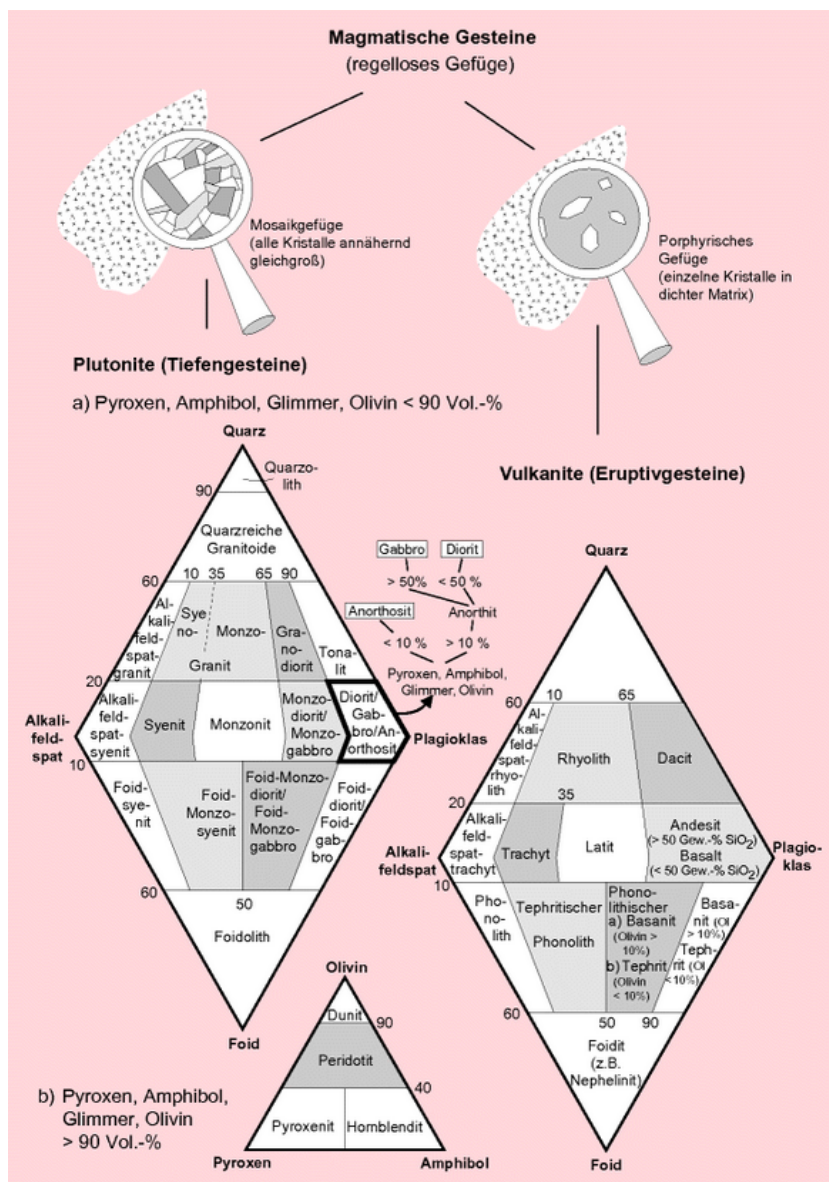 Magmatische Gesteine
(regelloses Gefüge)
Mosaikgefüge
(alle Kristalle annähernd
gleichgroß)
Porphyrisches
Gefüge
(einzelne Kristalle in
dichter Matrix)
Plutonite (Tiefengesteine)
a) Pyroxen, Amphibol, Glimmer, Olivin < 90 Vol.-%
Quarz
Quarzo-
lith
90
Quarzreiche
Granitoide
60
10 35 65 90
Al-
kali-
feld-
spat-
granit
Sye
no-
Monzo-
Granit
Gra-
no-
diorit
Tona-
lit
20
Alkali-
feld-
spat-
syenit
Syenit
Monzonit
Monzo-
diorit/
Monzo-
gabbro
Diorit/
Gab-
bro/An-
orthosit
Alkali-
feld-
spat
Plagioklas
10
Foid-
sye-
nit
Foid-
Monzo-
syenit
Foid-Monzo-
diorit/
Foid-
Monzo-
gabbro
Foid-
diorit/
Foid-
gab-
bro
60
50
Foidolith
Foid
Gabbro
Diorit
> 50%
< 50 %
Anorthosit
Anorthit
< 10 %
> 10 %
Pyroxen, Amphibol,
Glimmer, Olivin
Vulkanite (Eruptivgesteine)
Quarz
60
10
65
Al-
kali-
feld-
spat-
rhyo-
lith
Rhyolith
Dacit
20
35
Alkali-
feld-
spat-
trachyt
Trachyt
Latit
Andesit
(> 50 Gew.-% SiO₂)
Basalt
(< 50 Gew.-% SiO₂)
Alkali-
feldspat
Plagio-
klas
10
Pho-
no-
lith
Tephritischer
Phonolith
Phono-
lithischer
a) Basanit
(Olivin >
10%)
b) Tephrit
(Olivin
< 10%)
Basa-
nit (Ol
> 10%)
Teph-
rit (Ol
< 10%)
60
50
90
Foidit
(z.B.
Nephelinit)
Foid
b) Pyroxen, Amphibol,
Glimmer, Olivin
> 90 Vol.-%
Olivin
Dunit
90
Peridotit
40
Pyroxenit
Hornblendit
Pyroxen
Amphibol